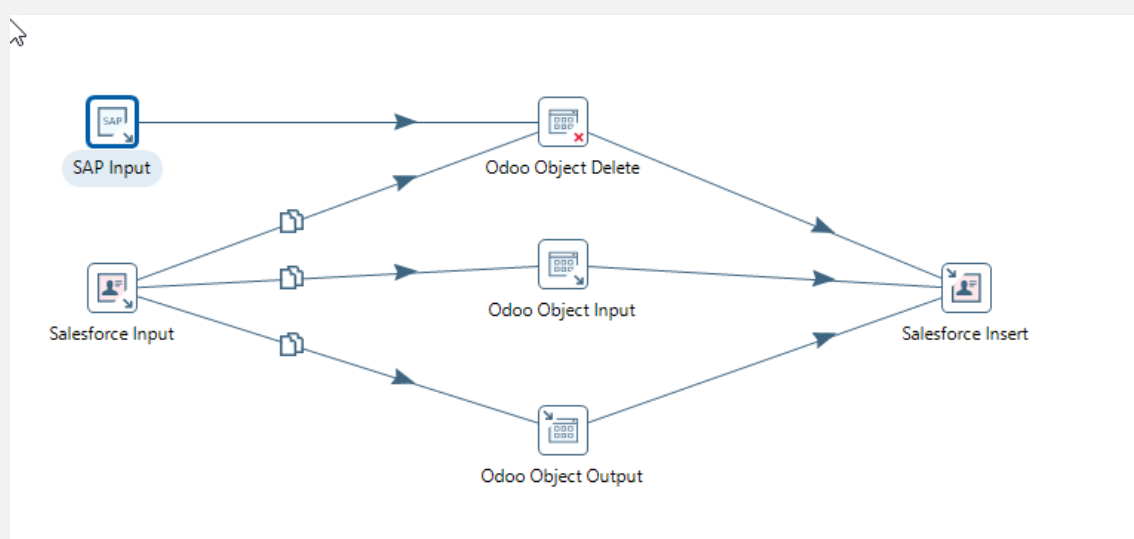 SAP
SAP Input
Odoo Object Delete
Odoo Object Input
Salesforce Input
Salesforce Insert
Odoo Object Output